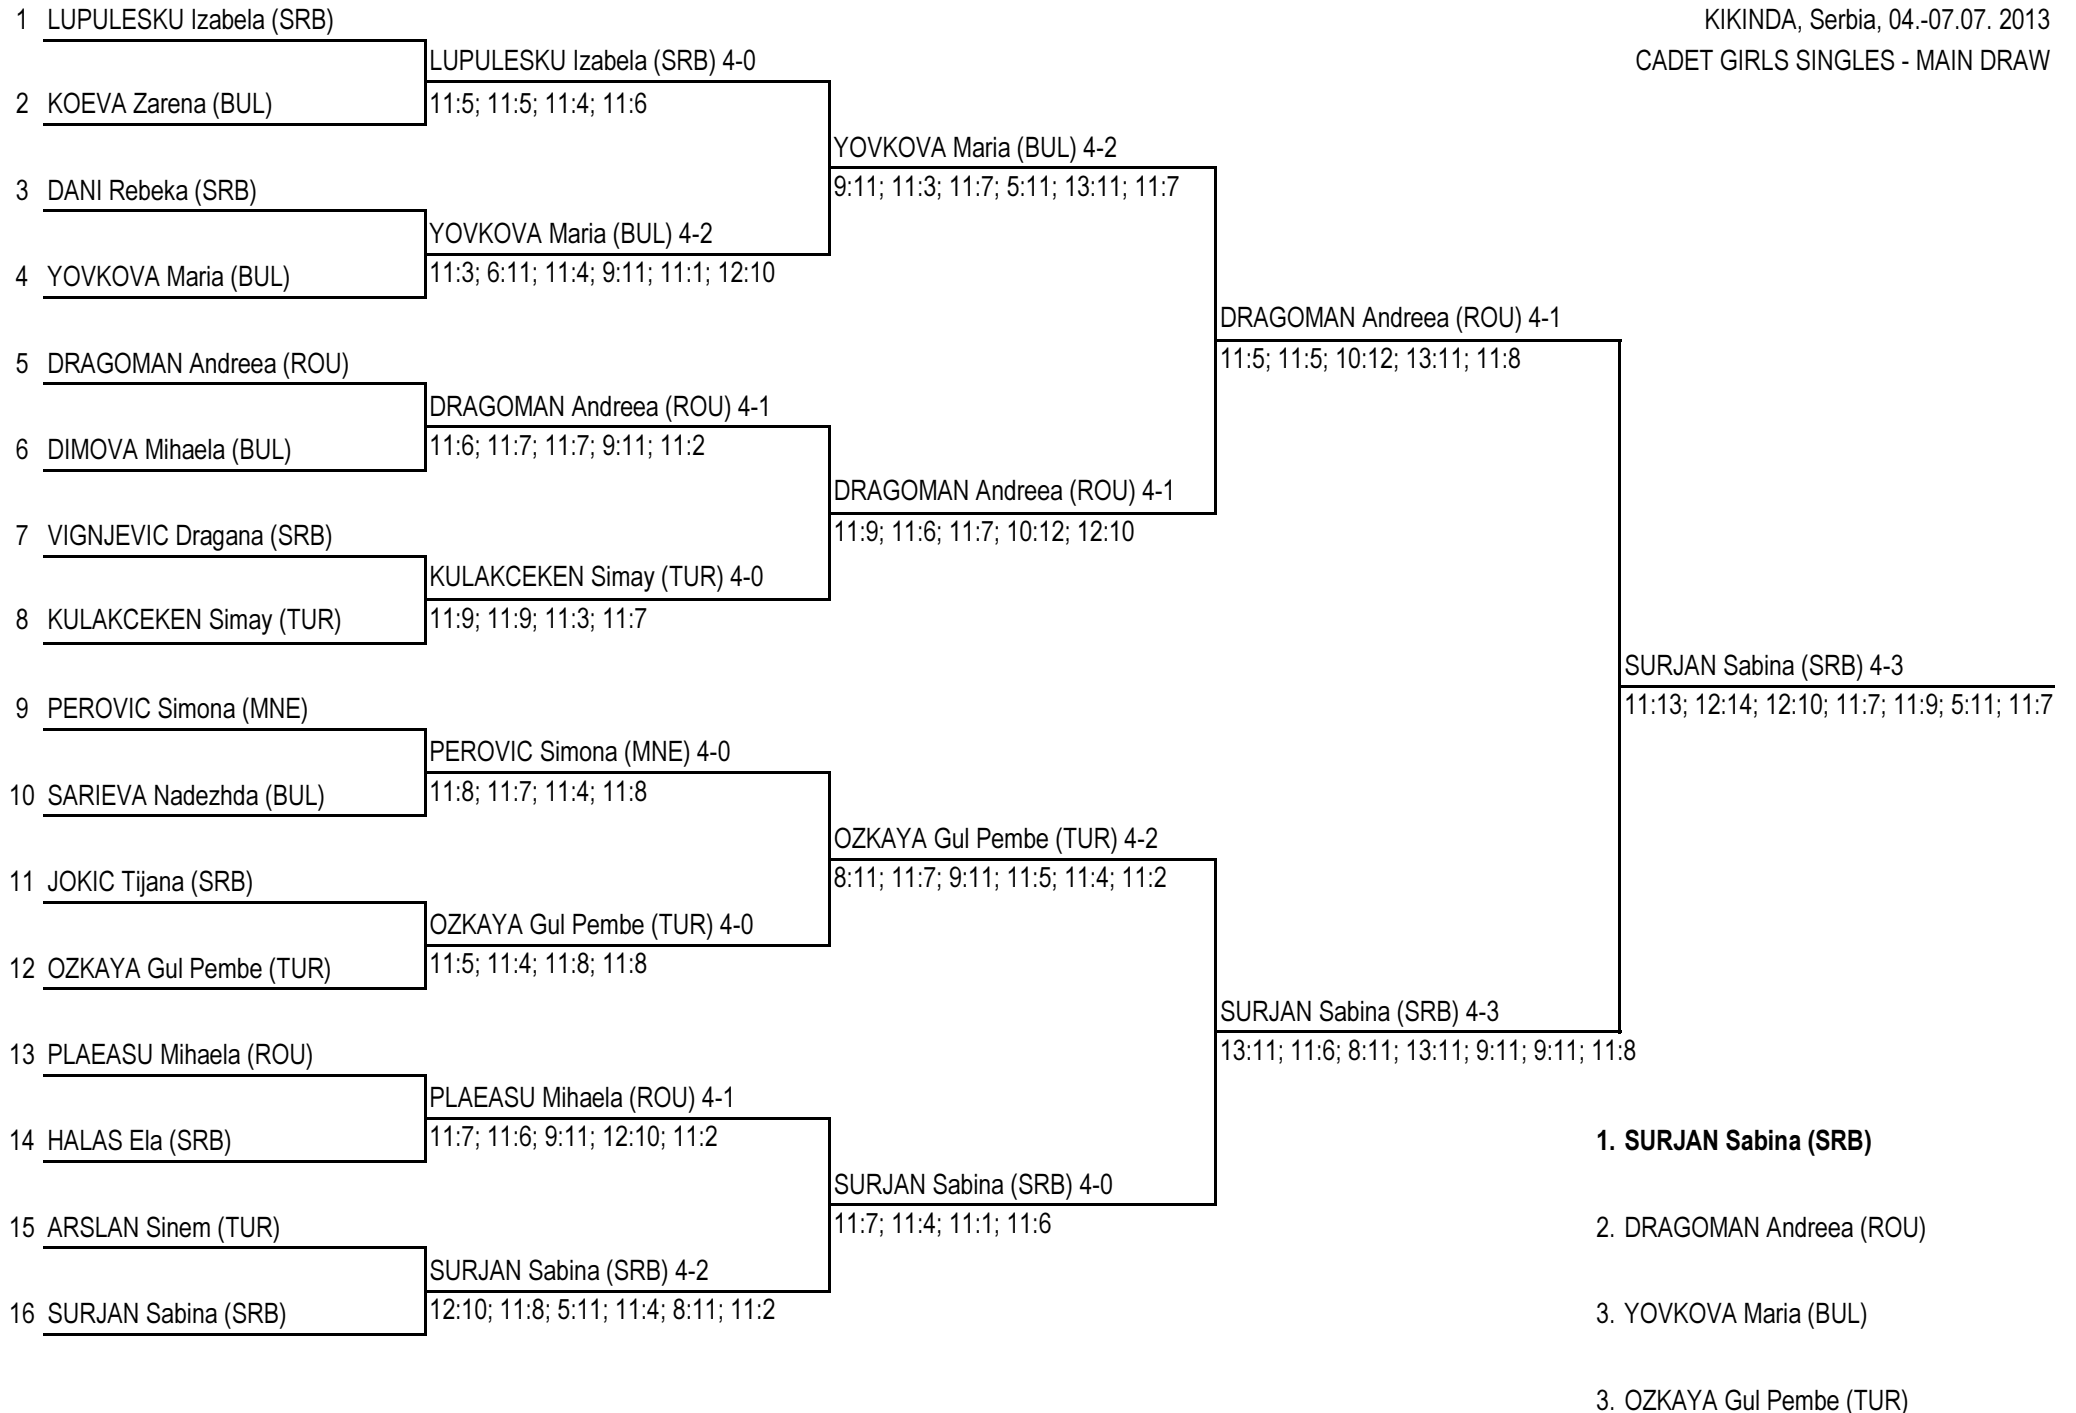 1 LUPULESKU Izabela (SRB)
KIKINDA, Serbia, 04.-07.07. 2013
LUPULESKU Izabela (SRB) 4-0
CADET GIRLS SINGLES - MAIN DRAW
2 KOEVA Zarena (BUL)
11:5; 11:5; 11:4; 11:6
YOVKOVA Maria (BUL) 4-2
3 DANI Rebeka (SRB)
9:11; 11:3; 11:7; 5:11; 13:11; 11:7
YOVKOVA Maria (BUL) 4-2
4 YOVKOVA Maria (BUL)
11:3; 6:11; 11:4; 9:11; 11:1; 12:10
DRAGOMAN Andreea (ROU) 4-1
5 DRAGOMAN Andreea (ROU)
11:5; 11:5; 10:12; 13:11; 11:8
DRAGOMAN Andreea (ROU) 4-1
6 DIMOVA Mihaela (BUL)
11:6; 11:7; 11:7; 9:11; 11:2
DRAGOMAN Andreea (ROU) 4-1
7 VIGNJEVIC Dragana (SRB)
11:9; 11:6; 11:7; 10:12; 12:10
KULAKCEKEN Simay (TUR) 4-0
8 KULAKCEKEN Simay (TUR)
11:9; 11:9; 11:3; 11:7
SURJAN Sabina (SRB) 4-3
9 PEROVIC Simona (MNE)
11:13; 12:14; 12:10; 11:7; 11:9; 5:11; 11:7
PEROVIC Simona (MNE) 4-0
10 SARIEVA Nadezhda (BUL)
11:8; 11:7; 11:4; 11:8
OZKAYA Gul Pembe (TUR) 4-2
11 JOKIC Tijana (SRB)
8:11; 11:7; 9:11; 11:5; 11:4; 11:2
OZKAYA Gul Pembe (TUR) 4-0
12 OZKAYA Gul Pembe (TUR)
11:5; 11:4; 11:8; 11:8
SURJAN Sabina (SRB) 4-3
13 PLAEASU Mihaela (ROU)
13:11; 11:6; 8:11; 13:11; 9:11; 9:11; 11:8
PLAEASU Mihaela (ROU) 4-1
14 HALAS Ela (SRB)
11:7; 11:6; 9:11; 12:10; 11:2
1. SURJAN Sabina (SRB)
SURJAN Sabina (SRB) 4-0
15 ARSLAN Sinem (TUR)
11:7; 11:4; 11:1; 11:6
2. DRAGOMAN Andreea (ROU)
SURJAN Sabina (SRB) 4-2
16 SURJAN Sabina (SRB)
12:10; 11:8; 5:11; 11:4; 8:11; 11:2
3. YOVKOVA Maria (BUL)
3. OZKAYA Gul Pembe (TUR)